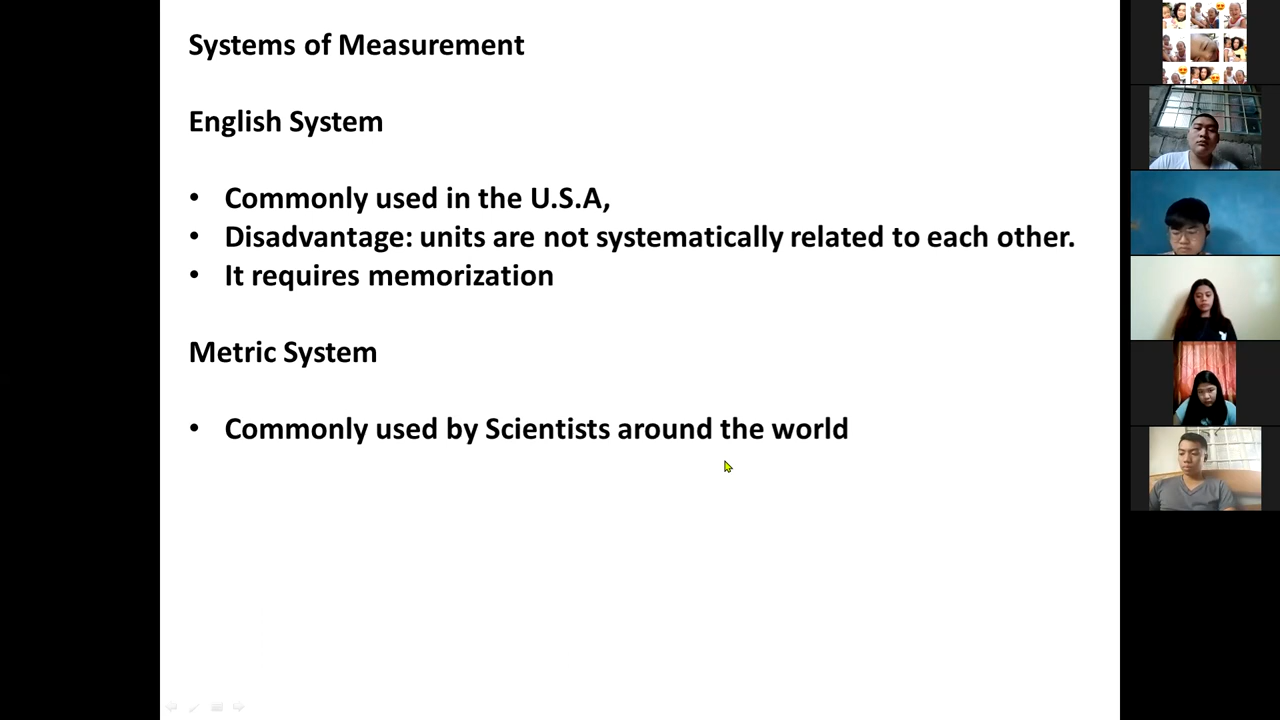 Systems of Measurement
English System
• Commonly used in the U.S.A,
• Disadvantage: units are not systematically related to each other.
• It requires memorization
Metric System
• Commonly used by Scientists around the world